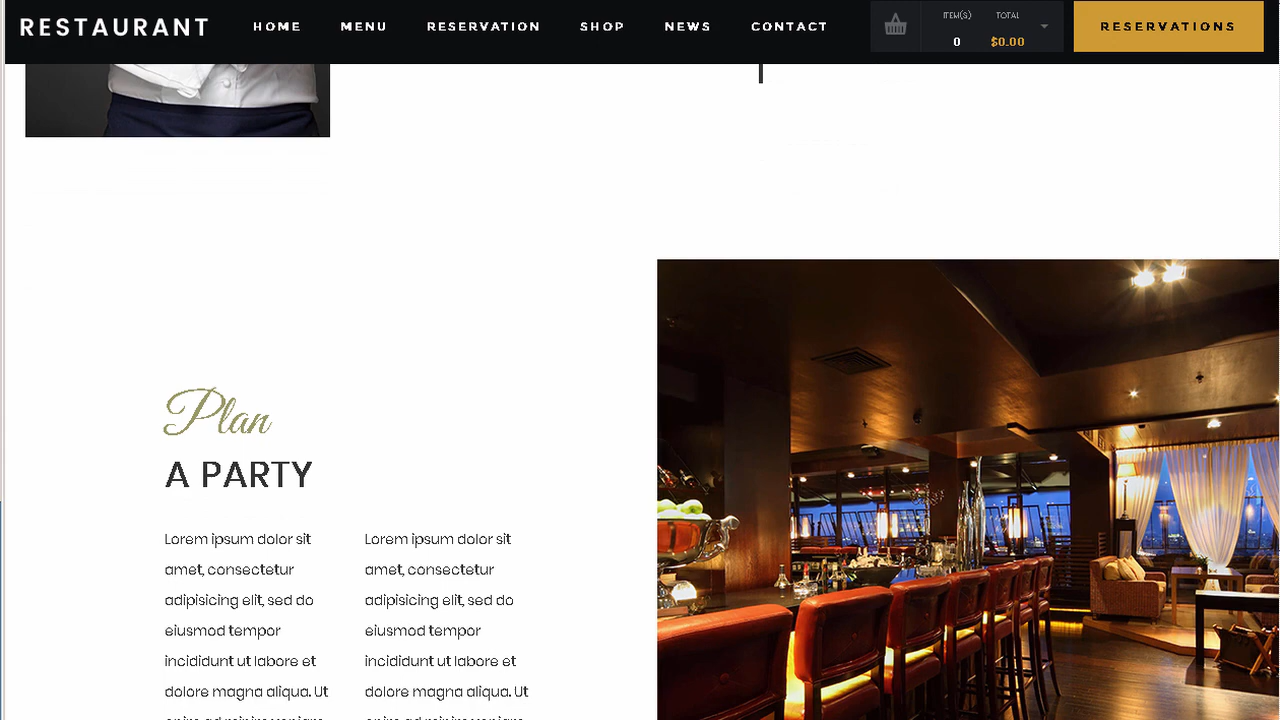 RESTAURANT
HOME MENU RESERVATION SHOP NEWS CONTACT
ITEM(S) TOTAL
0 $0.00
RESERVATIONS
Plan
A PARTY
Lorem ipsum dolor sit
amet, consectetur
adipisicing elit, sed do
eiusmod tempor
incididunt ut labore et
dolore magna aliqua. Ut
Lorem ipsum dolor sit
amet, consectetur
adipisicing elit, sed do
eiusmod tempor
incididunt ut labore et
dolore magna aliqua. Ut